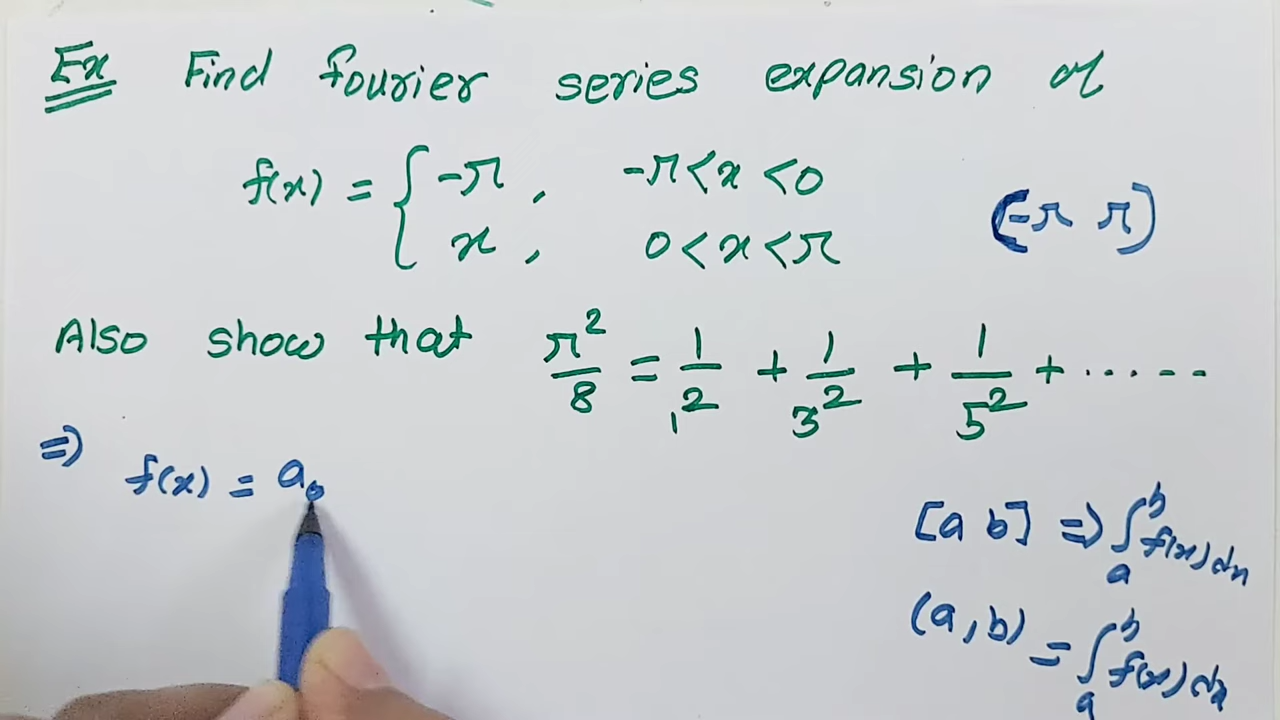 Ex Find fourier series expansion of
f(x) = { -π, -π<x<0
x, 0<x<π
(-π π)
Also show that π²/8 = 1/1² + 1/3² + 1/5² + ......
=> f(x) = a₀
[a b] => ∫ₐᵇ f(x) dx
(a, b) = ∫ₐᵇ f(x) dx